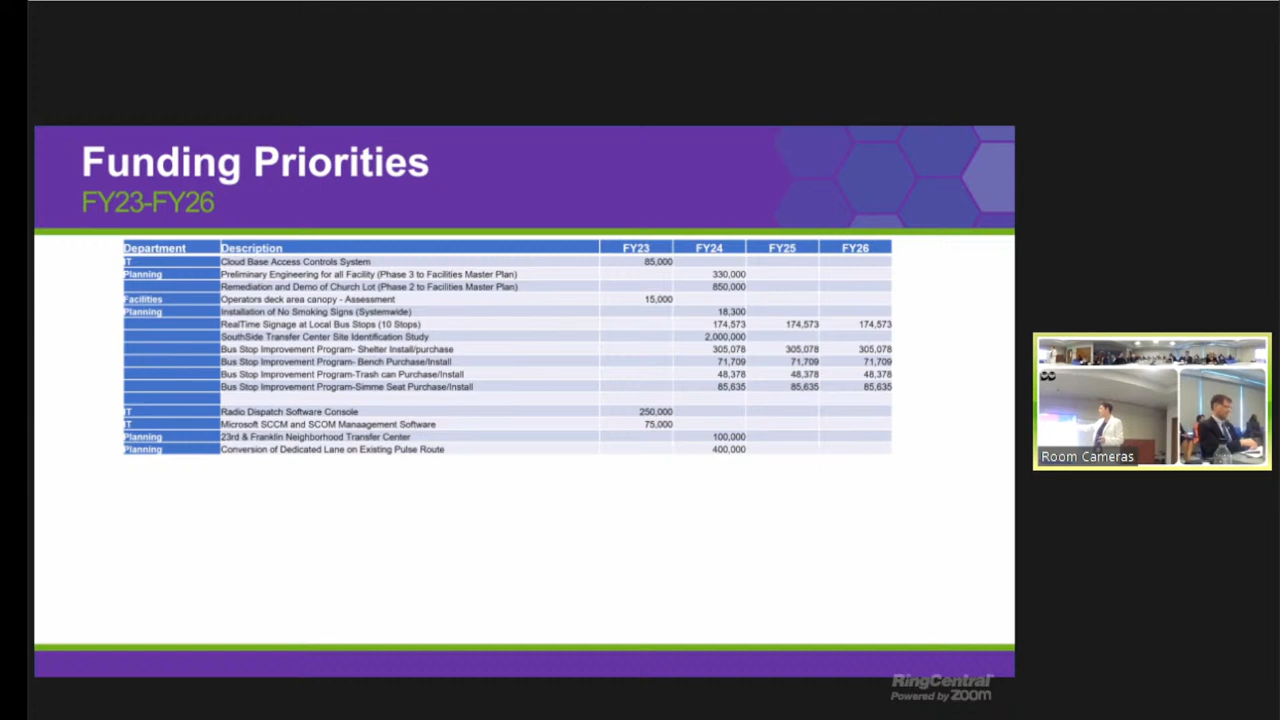 Funding Priorities
FY23-FY26
Department Description FY23 FY24 FY25 FY26
IT Cloud Base Access Controls System 85,000
Planning Preliminary Engineering for all Facility (Phase 3 to Facilities Master Plan) 330,000
Remediation and Demo of Church Lot (Phase 2 to Facilities Master Plan) 850,000
Facilities Operators deck area canopy - Assessment 15,000
Planning Installation of No Smoking Signs (Systemwide) 18,300
RealTime Signage at Local Bus Stops (10 Stops) 174,573 174,573 174,573
SouthSide Transfer Center Site Identification Study 2,000,000
Bus Stop Improvement Program- Shelter Install/purchase 305,078 305,078 305,078
Bus Stop Improvement Program- Bench Purchase/Install 71,709 71,709 71,709
Bus Stop Improvement Program-Trash can Purchase/Install 48,378 48,378 48,378
Bus Stop Improvement Program-Simme Seat Purchase/Install 85,635 85,635 85,635
IT Radio Dispatch Software Console 250,000
IT Microsoft SCCM and SCOM Manaagement Software 75,000
Planning 23rd & Franklin Neighborhood Transfer Center 100,000
Planning Conversion of Dedicated Lane on Existing Pulse Route 400,000
Room Cameras
RingCentral
Powered by zoom